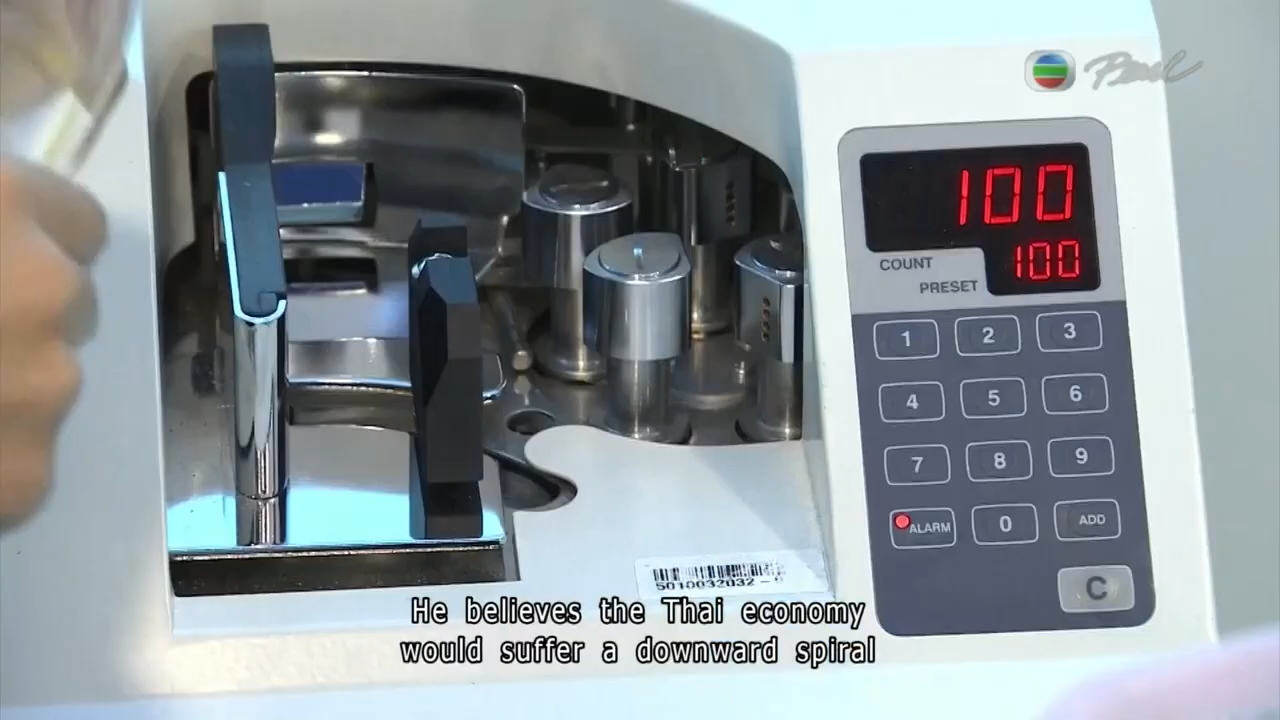 Pearl
100
100
COUNT
PRESET
1 2 3
4 5 6
7 8 9
ALARM 0 ADD
C
He believes the Thai economy
would suffer a downward spiral